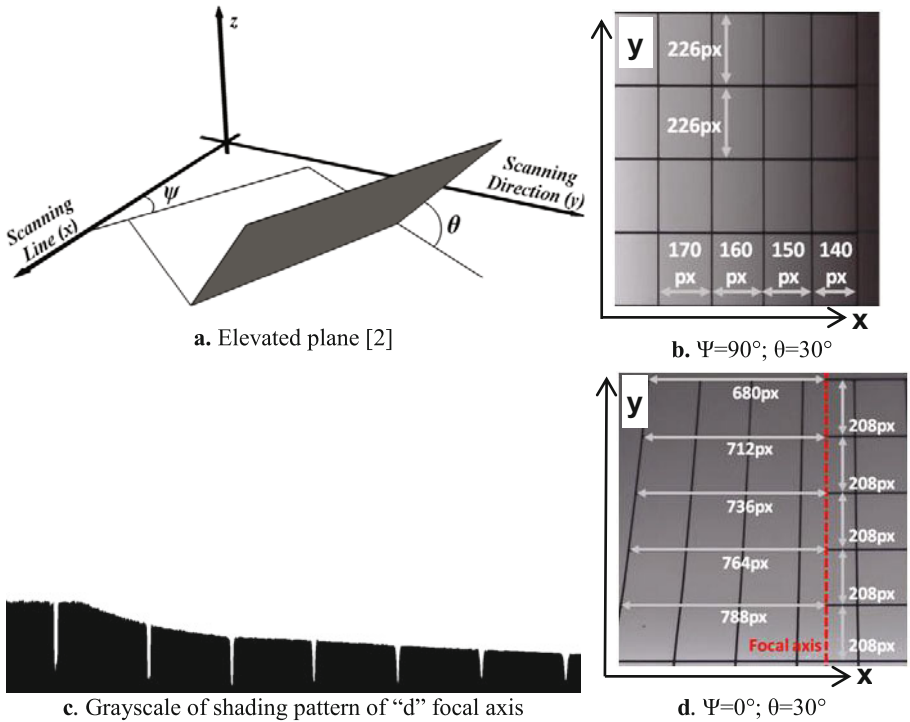 z
ψ
Scanning
Line (x)
Scanning
Direction (y)
θ
a. Elevated plane [2]
y
226px
226px
170 160 150 140
px px px px
x
b. Ψ=90°; θ=30°
c. Grayscale of shading pattern of “d” focal axis
y
680px
208px
712px
208px
736px
208px
764px
208px
788px
Focal axis
208px
x
d. Ψ=0°; θ=30°